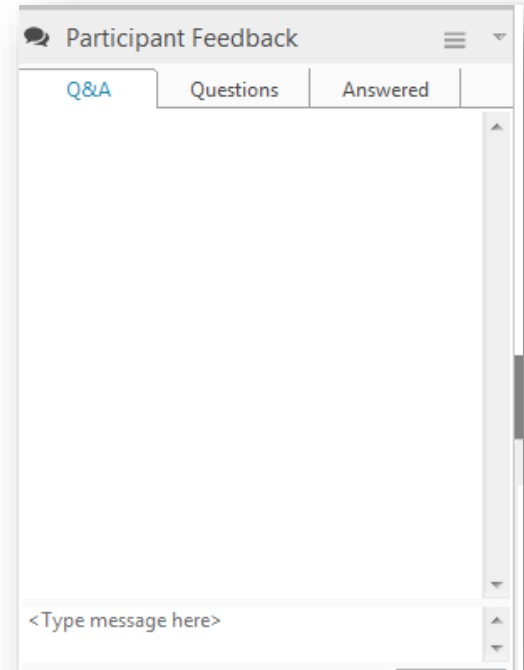 Participant Feedback
Q&A Questions Answered
<Type message here>